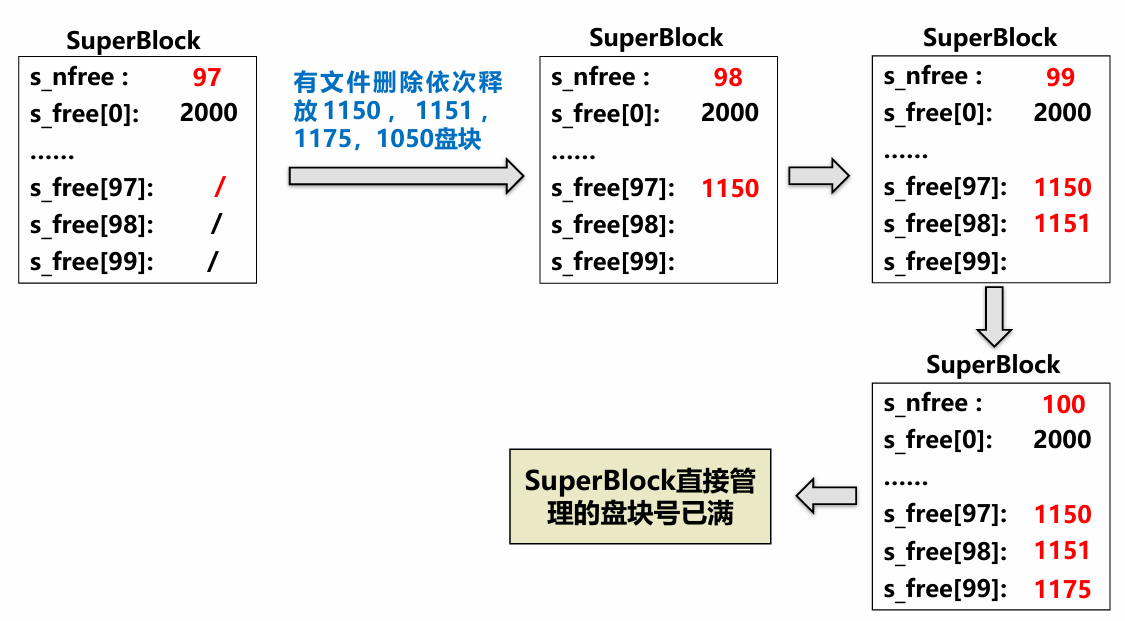 SuperBlock
s_nfree : 97
s_free[0]: 2000
……
s_free[97]: /
s_free[98]: /
s_free[99]: /
有文件删除依次释
放 1150 ， 1151 ，
1175，1050盘块
SuperBlock
s_nfree : 98
s_free[0]: 2000
……
s_free[97]: 1150
s_free[98]:
s_free[99]:
SuperBlock
s_nfree : 99
s_free[0]: 2000
……
s_free[97]: 1150
s_free[98]: 1151
s_free[99]:
SuperBlock
s_nfree : 100
s_free[0]: 2000
……
s_free[97]: 1150
s_free[98]: 1151
s_free[99]: 1175
SuperBlock直接管
理的盘块号已满